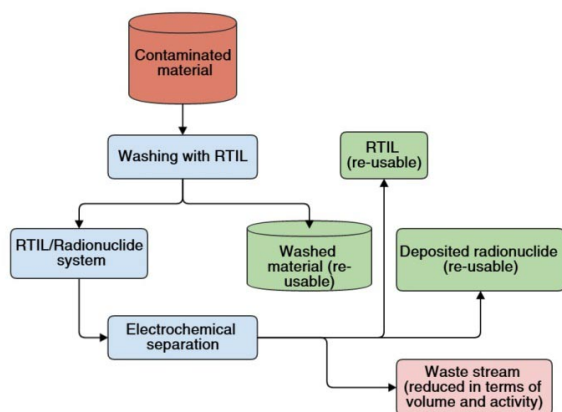 Contaminated
material
Washing with RTIL
RTIL
(re-usable)
RTIL/Radionuclide
system
Washed
material (re-
usable)
Deposited radionuclide
(re-usable)
Electrochemical
separation
Waste stream
(reduced in terms of
volume and activity)